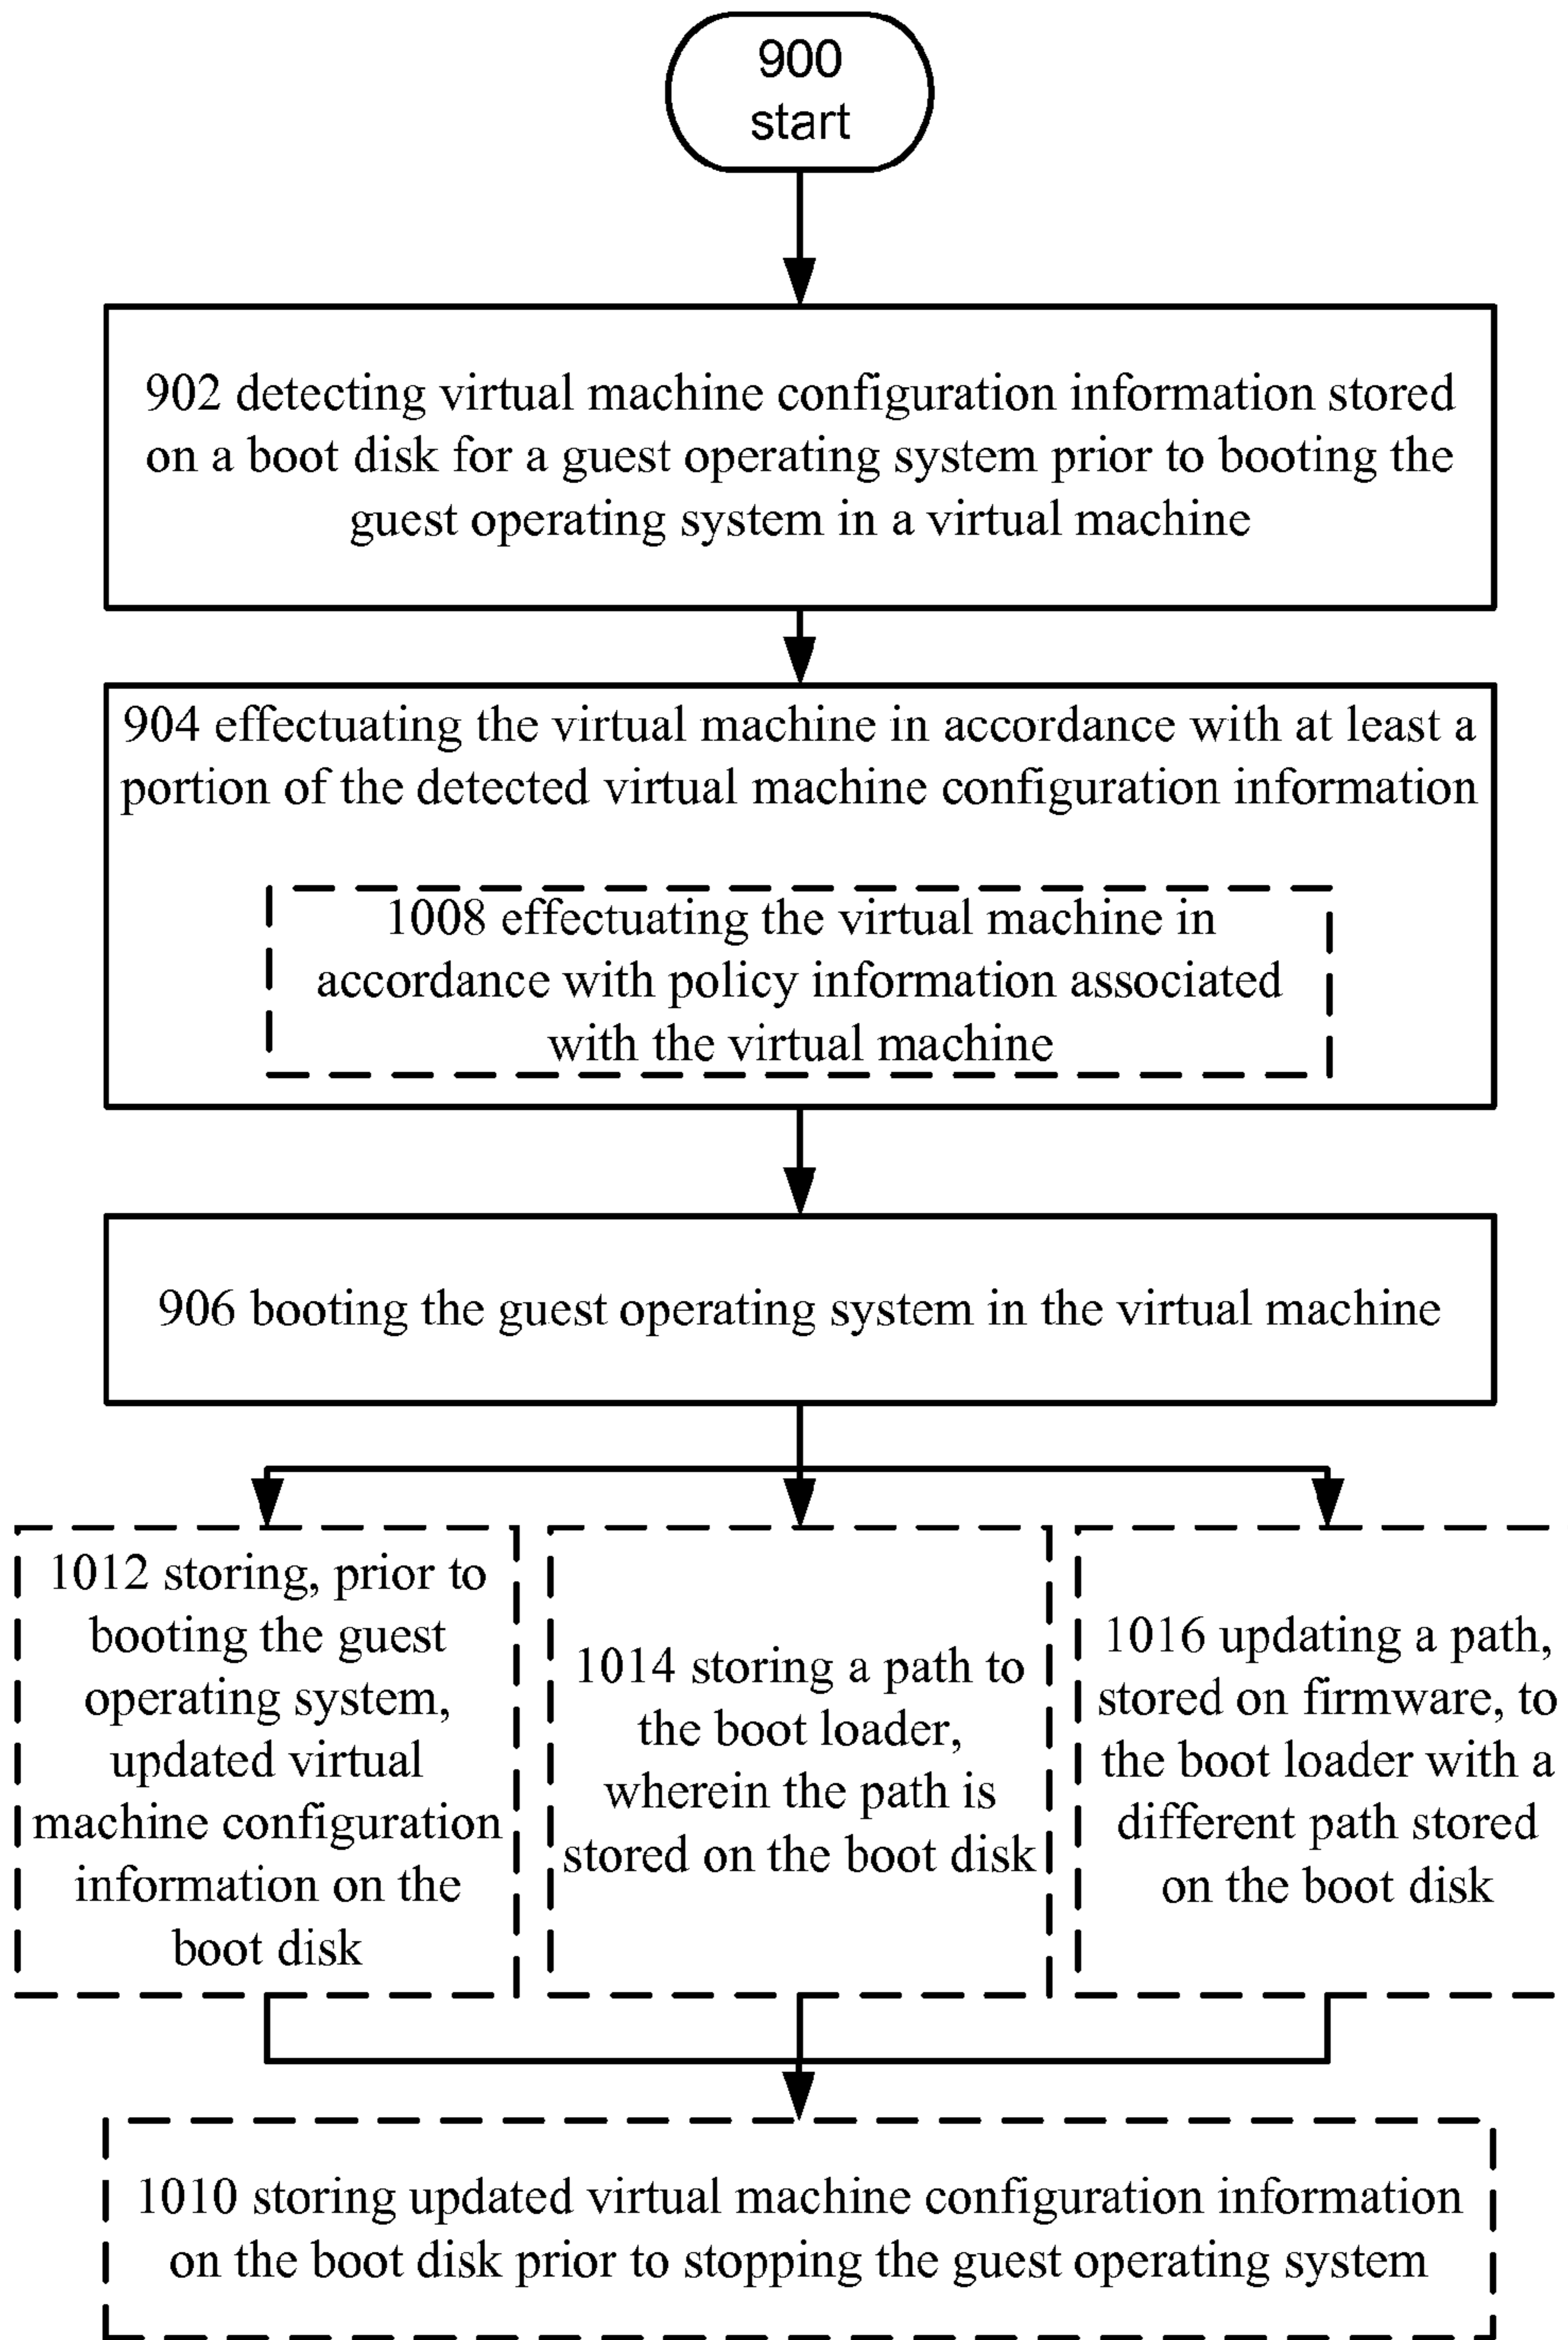 900
start
902 detecting virtual machine configuration information stored
on a boot disk for a guest operating system prior to booting the
guest operating system in a virtual machine
904 effectuating the virtual machine in accordance with at least a
portion of the detected virtual machine configuration information
1008 effectuating the virtual machine in
accordance with policy information associated
with the virtual machine
906 booting the guest operating system in the virtual machine
1012 storing, prior to
booting the guest
operating system,
updated virtual
machine configuration
information on the
boot disk
1014 storing a path to
the boot loader,
wherein the path is
stored on the boot disk
1016 updating a path,
stored on firmware, to
the boot loader with a
different path stored
on the boot disk
1010 storing updated virtual machine configuration information
on the boot disk prior to stopping the guest operating system